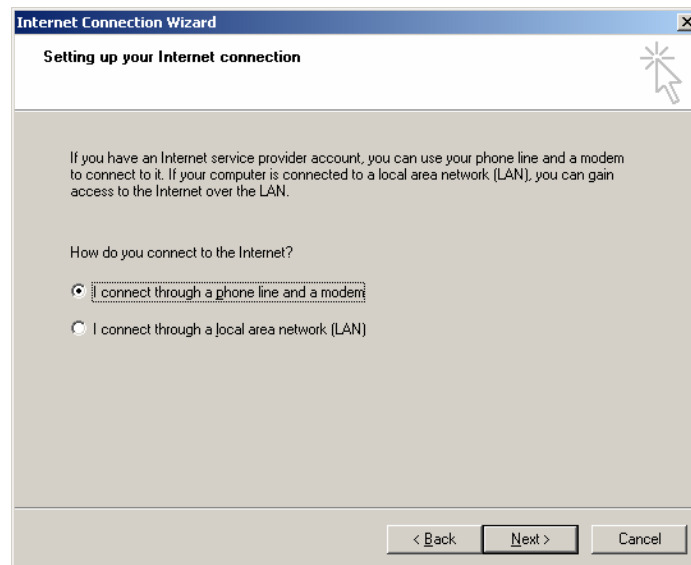 Internet Connection Wizard
Setting up your Internet connection
If you have an Internet service provider account, you can use your phone line and a modem
to connect to it. If your computer is connected to a local area network (LAN), you can gain
access to the Internet over the LAN.
How do you connect to the Internet?
I connect through a phone line and a modem
I connect through a local area network (LAN)
< Back Next > Cancel